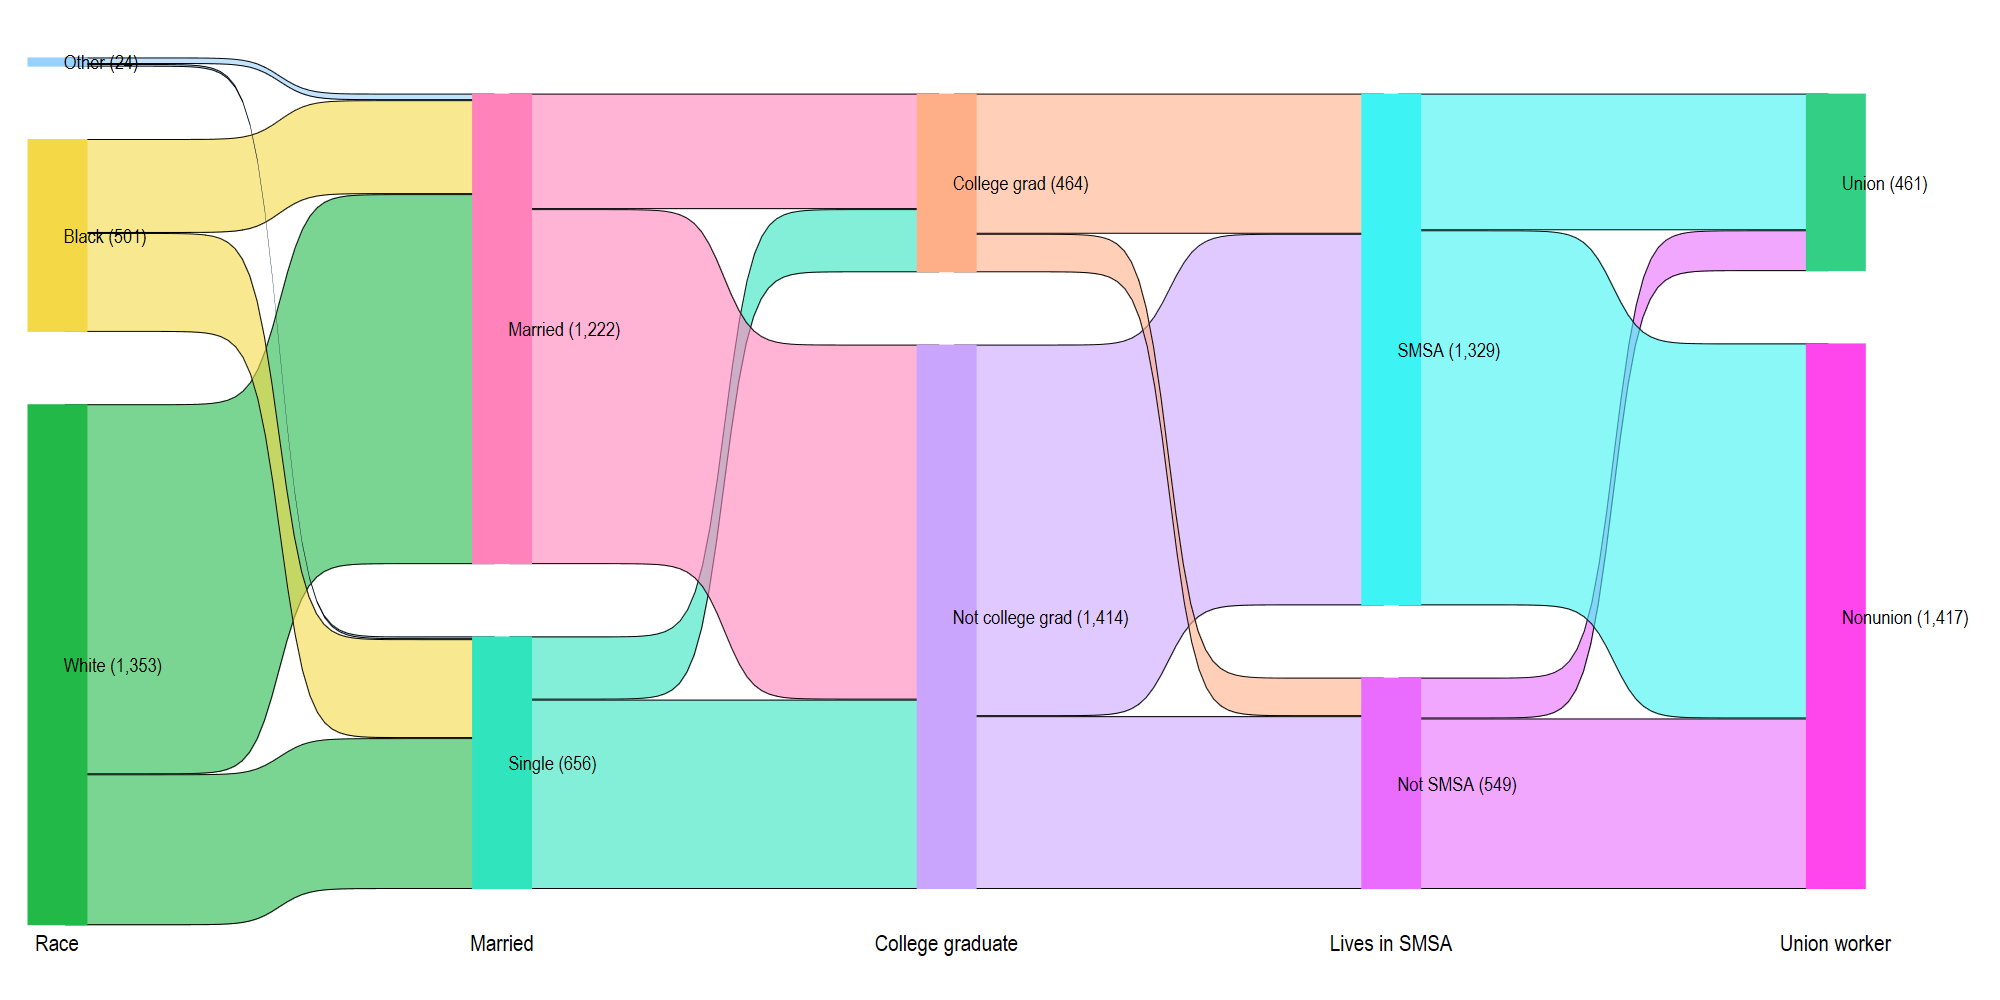 Other (24)
Black (501)
White (1,353)
Married (1,222)
Single (656)
College grad (464)
Not college grad (1,414)
SMSA (1,329)
Not SMSA (549)
Union (461)
Nonunion (1,417)
Race
Married
College graduate
Lives in SMSA
Union worker